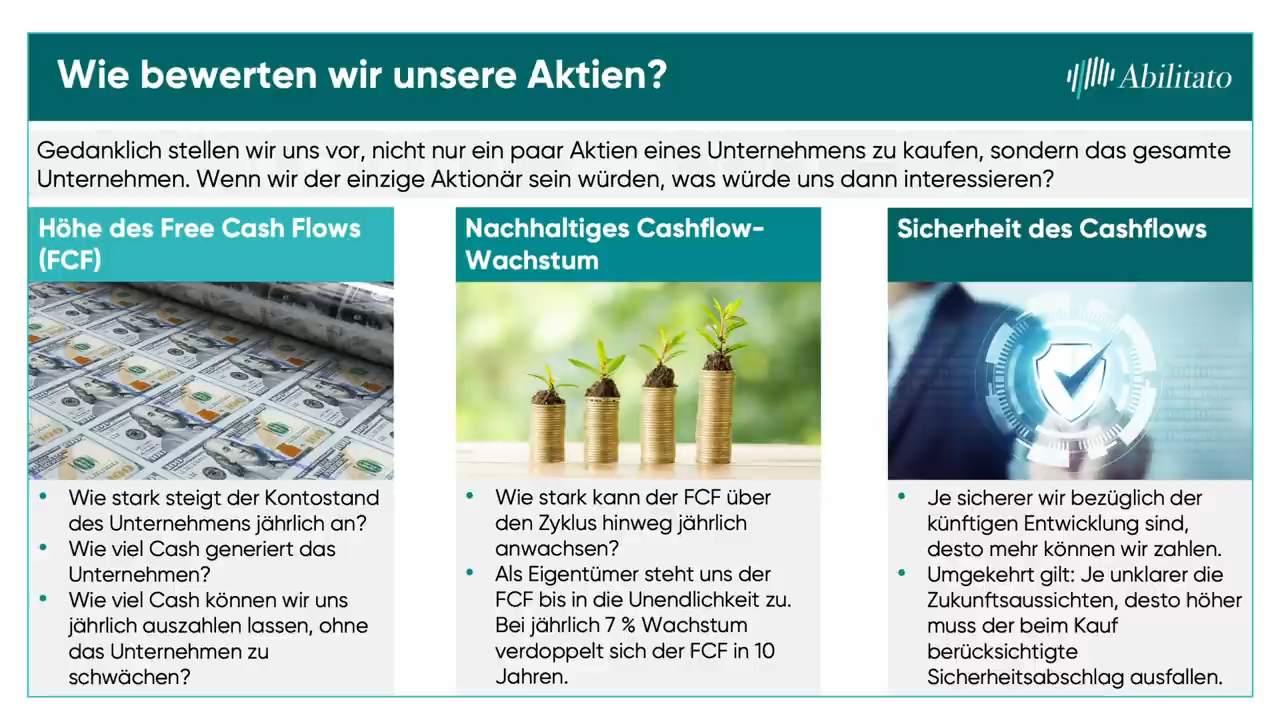 Wie bewerten wir unsere Aktien?
Abilitato
Gedanklich stellen wir uns vor, nicht nur ein paar Aktien eines Unternehmens zu kaufen, sondern das gesamte
Unternehmen. Wenn wir der einzige Aktionär sein würden, was würde uns dann interessieren?
Höhe des Free Cash Flows
(FCF)
• Wie stark steigt der Kontostand
des Unternehmens jährlich an?
• Wie viel Cash generiert das
Unternehmen?
• Wie viel Cash können wir uns
jährlich auszahlen lassen, ohne
das Unternehmen zu
schwächen?
Nachhaltiges Cashflow-
Wachstum
• Wie stark kann der FCF über
den Zyklus hinweg jährlich
anwachsen?
• Als Eigentümer steht uns der
FCF bis in die Unendlichkeit zu.
Bei jährlich 7 % Wachstum
verdoppelt sich der FCF in 10
Jahren.
Sicherheit des Cashflows
• Je sicherer wir bezüglich der
künftigen Entwicklung sind,
desto mehr können wir zahlen.
• Umgekehrt gilt: Je unklarer die
Zukunftsaussichten, desto höher
muss der beim Kauf
berücksichtigte
Sicherheitsabschlag ausfallen.